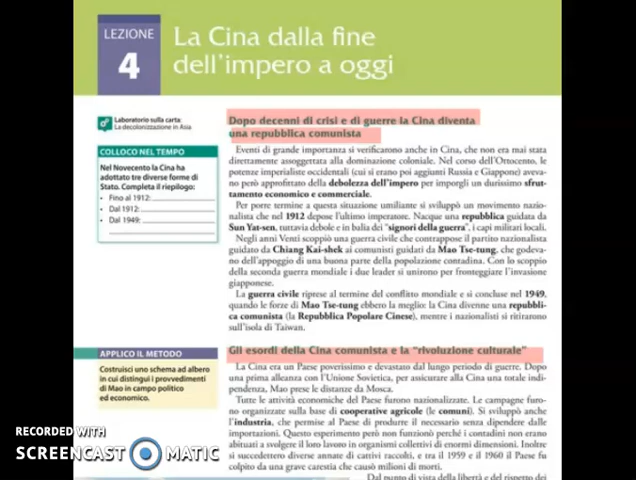 LEZIONE
4
La Cina dalla fine
dell'impero a oggi
Laboratorio sulla carta:
La decolonizzazione in Asia
COLLOCO NEL TEMPO
Nel Novecento la Cina ha
adottato tre diverse forme di
Stato. Completa il riepilogo:
• Fino al 1912:
• Dal 1912:
• Dal 1949:
Dopo decenni di crisi e di guerre la Cina diventa
una repubblica comunista
Eventi di grande importanza si verificarono anche in Cina, che non era mai stata
direttamente assoggettata alla dominazione coloniale. Nel corso dell'Ottocento, le
potenze imperialiste occidentali (cui si erano poi aggiunti Russia e Giappone) aveva-
no però approfittato della debolezza dell'impero per imporgli un durissimo sfrut-
tamento economico e commerciale.
Per porre termine a questa situazione umiliante si sviluppò un movimento nazio-
nalista che nel 1912 depose l'ultimo imperatore. Nacque una repubblica guidata da
Sun Yat-sen, tuttavia debole e in balìa dei "signori della guerra", i capi militari locali.
Negli anni Venti scoppiò una guerra civile che contrappose il partito nazionalista
guidato da Chiang Kai-shek ai comunisti guidati da Mao Tse-tung, che godeva-
no dell'appoggio di una buona parte della popolazione contadina. Con lo scoppio
della seconda guerra mondiale i due leader si unirono per fronteggiare l'invasione
giapponese.
La guerra civile riprese al termine del conflitto mondiale e si concluse nel 1949,
quando le forze di Mao Tse-tung ebbero la meglio: la Cina divenne una repubbli-
ca comunista (la Repubblica Popolare Cinese), mentre i nazionalisti si ritirarono
sull'isola di Taiwan.
APPLICO IL METODO
Costruisci uno schema ad albero
in cui distingui i provvedimenti
di Mao in campo politico
ed economico.
Gli esordi della Cina comunista e la "rivoluzione culturale"
La Cina era un Paese poverissimo e devastato dal lungo periodo di guerre. Dopo
una prima alleanza con l'Unione Sovietica, per assicurare alla Cina una totale indi-
pendenza, Mao prese le distanze da Mosca.
Tutte le attività economiche del Paese furono nazionalizzate. Le campagne furo-
no organizzate sulla base di cooperative agricole (le comuni). Si sviluppò anche
l'industria, che permise al Paese di produrre il necessario senza dipendere dalle
importazioni. Questo esperimento però non funzionò perché i contadini non erano
abituati a svolgere il loro lavoro in organismi collettivi di enormi dimensioni. Inoltre
si succedettero diverse annate di cattivi raccolti, e tra il 1959 e il 1960 il Paese fu
colpito da una grave carestia che causò milioni di morti.
Dal punto di vista della libertà e del rispetto dei
RECORDED WITH
SCREENCAST MATIC